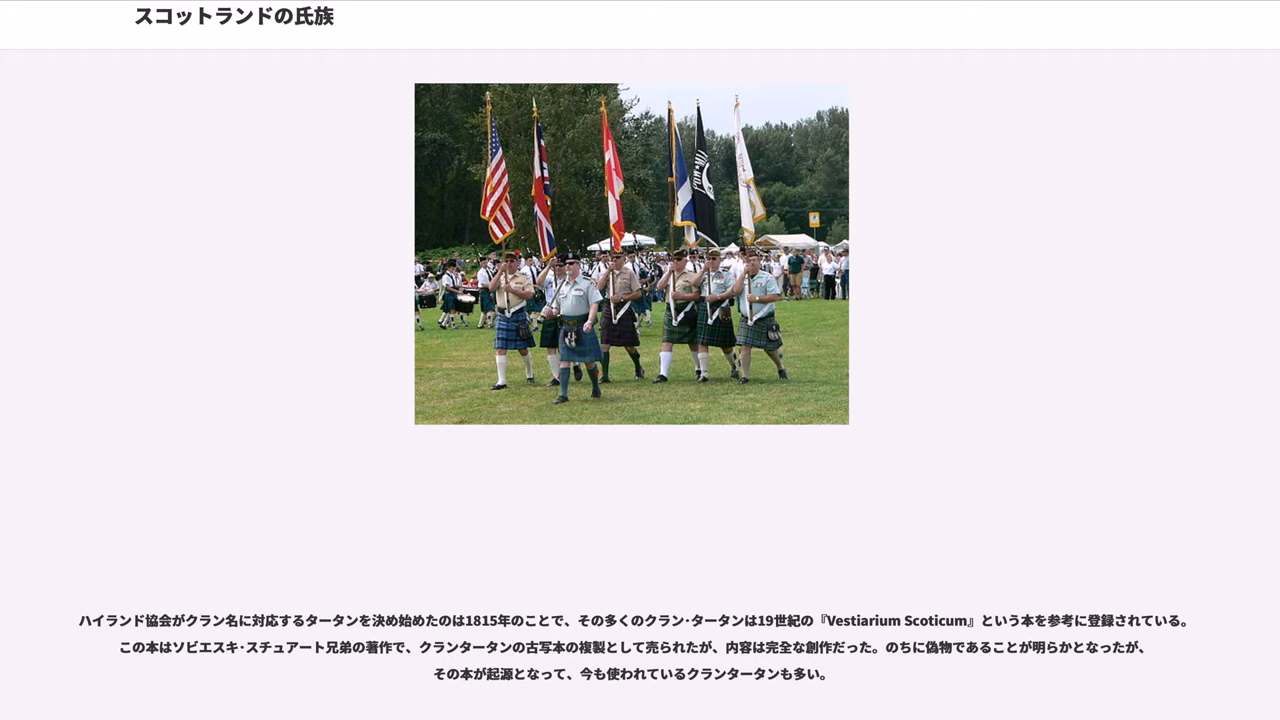 スコットランドの氏族
POW★MIA
ハイランド協会がクラン名に対応するタータンを決め始めたのは1815年のことで、その多くのクラン·タータンは19世紀の『Vestiarium Scoticum』という本を参考に登録されている。
この本はソビエスキ·スチュアート兄弟の著作で、クランタータンの古写本の複製として売られたが、内容は完全な創作だった。のちに偽物であることが明らかとなったが、
その本が起源となって、今も使われているクランタータンも多い。